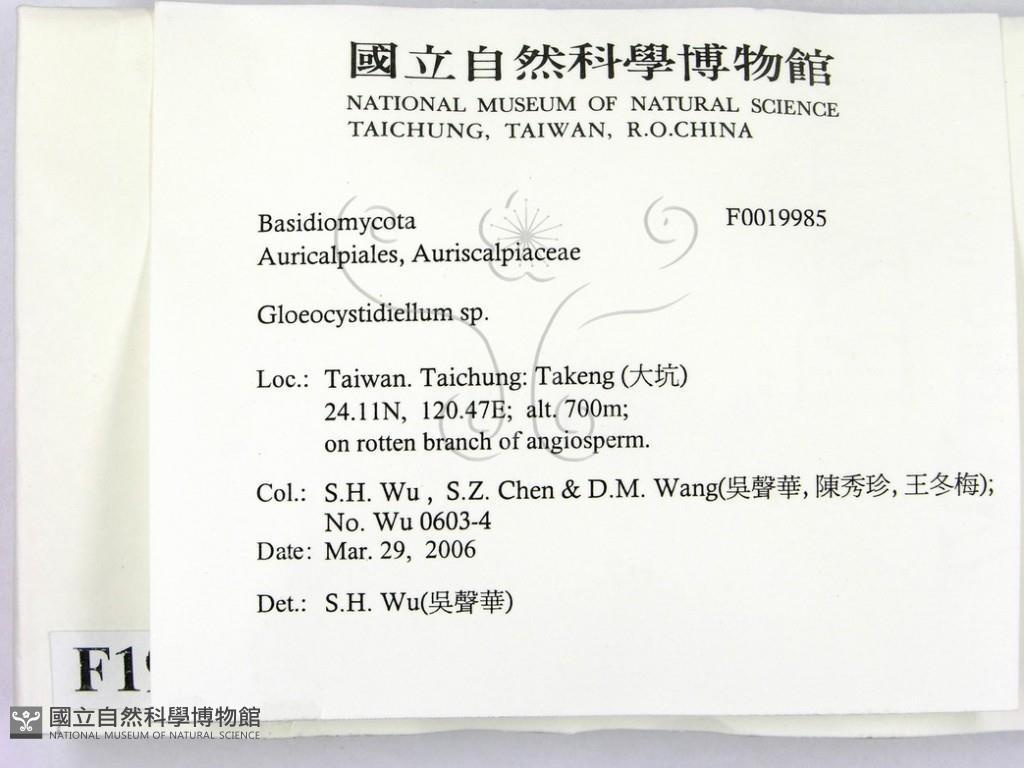 國立自然科學博物館
NATIONAL MUSEUM OF NATURAL SCIENCE
TAICHUNG, TAIWAN, R.O.CHINA
Basidiomycota F0019985
Auricalpiales, Auriscalpiaceae
Gloeocystidiellum sp.
Loc.: Taiwan. Taichung: Takeng (大坑)
24.11N, 120.47E; alt. 700m;
on rotten branch of angiosperm.
Col.: S.H. Wu , S.Z. Chen & D.M. Wang(吳聲華, 陳秀珍, 王冬梅);
No. Wu 0603-4
Date: Mar. 29, 2006
Det.: S.H. Wu(吳聲華)
國立自然科學博物館
NATIONAL MUSEUM OF NATURAL SCIENCE